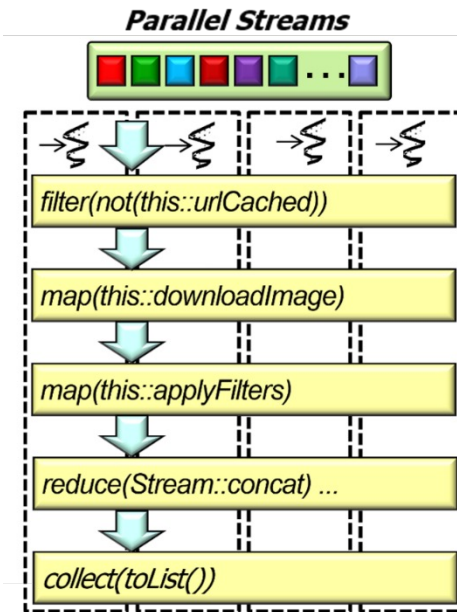 Parallel Streams
...
filter(not(this::urlCached))
map(this::downloadImage)
map(this::applyFilters)
reduce(Stream::concat) ...
collect(toList())